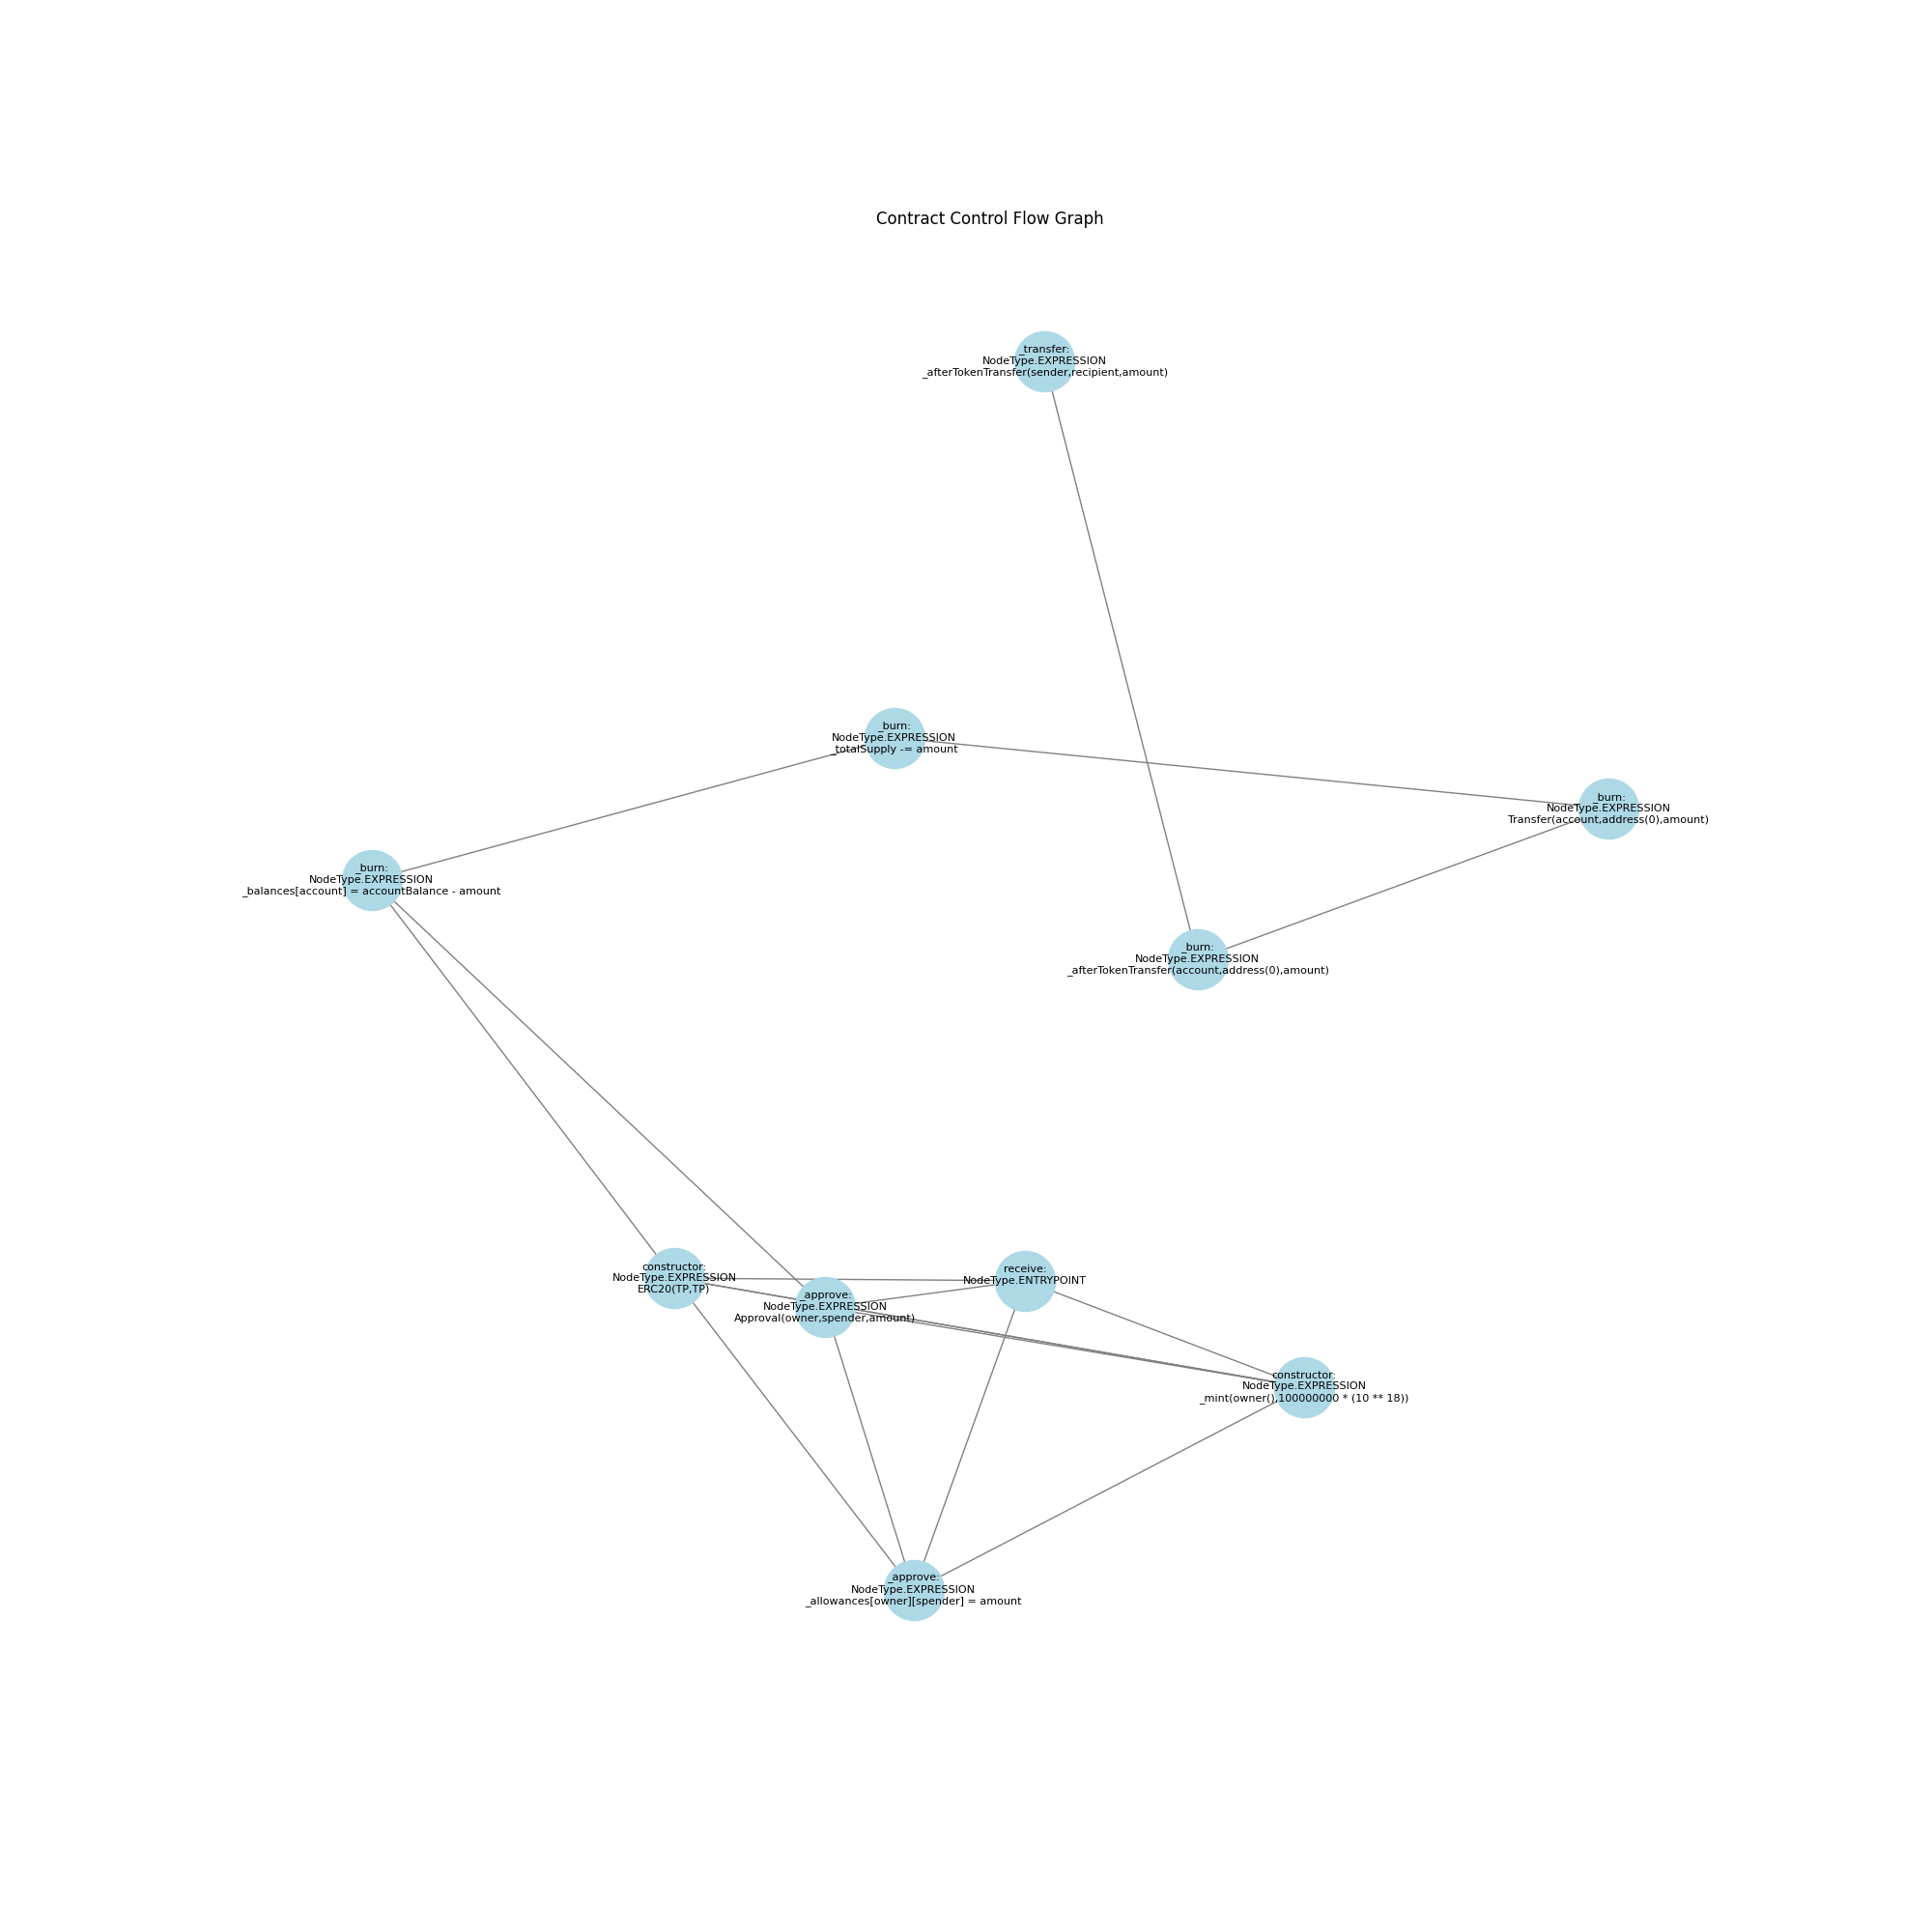 Contract Control Flow Graph
_transfer:
NodeType.EXPRESSION
_afterTokenTransfer(sender,recipient,amount)
_burn:
NodeType.EXPRESSION
_totalSupply -= amount
_burn:
NodeType.EXPRESSION
Transfer(account,address(0),amount)
_burn:
NodeType.EXPRESSION
_balances[account] = accountBalance - amount
_burn:
NodeType.EXPRESSION
_afterTokenTransfer(account,address(0),amount)
constructor:
NodeType.EXPRESSION
ERC20(TP,TP)
receive:
NodeType.ENTRYPOINT
_approve:
NodeType.EXPRESSION
Approval(owner,spender,amount)
constructor:
NodeType.EXPRESSION
_mint(owner(),100000000 * (10 ** 18))
_approve:
NodeType.EXPRESSION
_allowances[owner][spender] = amount